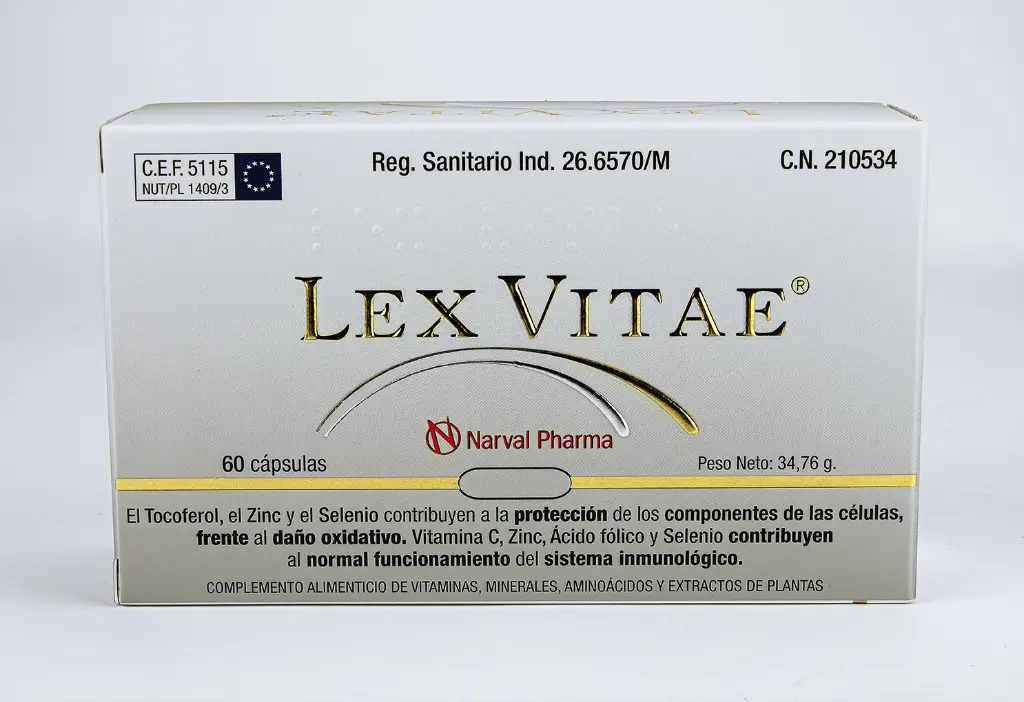 C.E.F. 5115
NUT/PL 1409/3
Reg. Sanitario Ind. 26.6570/M
C.N. 210534
LEX VITAE®
Narval Pharma
60 cápsulas
Peso Neto: 34,76 g.
El Tocoferol, el Zinc y el Selenio contribuyen a la protección de los componentes de las células,
frente al daño oxidativo. Vitamina C, Zinc, Ácido fólico y Selenio contribuyen
al normal funcionamiento del sistema inmunológico.
COMPLEMENTO ALIMENTICIO DE VITAMINAS, MINERALES, AMINOÁCIDOS Y EXTRACTOS DE PLANTAS